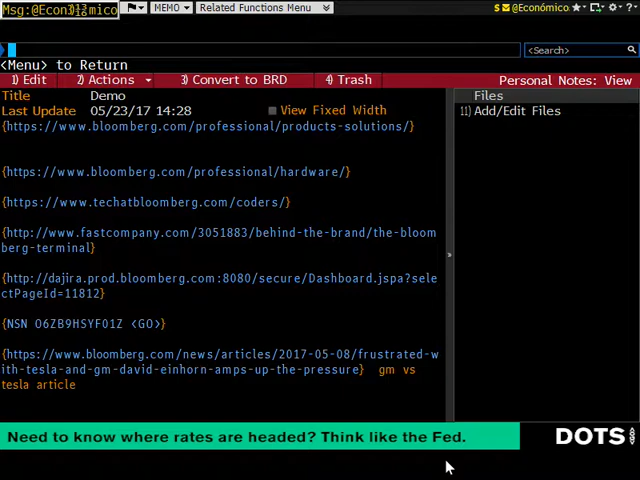 Msg:@Económico
MEMO
Related Functions Menu
@Económico
<Search>
<Menu> to Return
1) Edit
2) Actions
3) Convert to BRD
4) Trash
Personal Notes: View
Title Demo
Last Update 05/23/17 14:28
View Fixed Width
{https://www.bloomberg.com/professional/products-solutions/}
{https://www.bloomberg.com/professional/hardware/}
{https://www.techatbloomberg.com/coders/}
{http://www.fastcompany.com/3051883/behind-the-brand/the-bloom
berg-terminal}
{http://dajira.prod.bloomberg.com:8080/secure/Dashboard.jspa?sele
ctPageId=11812}
{NSN O6ZB9HSYF01Z <GO>}
{https://www.bloomberg.com/news/articles/2017-05-08/frustrated-w
ith-tesla-and-gm-david-einhorn-amps-up-the-pressure} gm vs
tesla article
Files
11) Add/Edit Files
Need to know where rates are headed? Think like the Fed.
DOTS